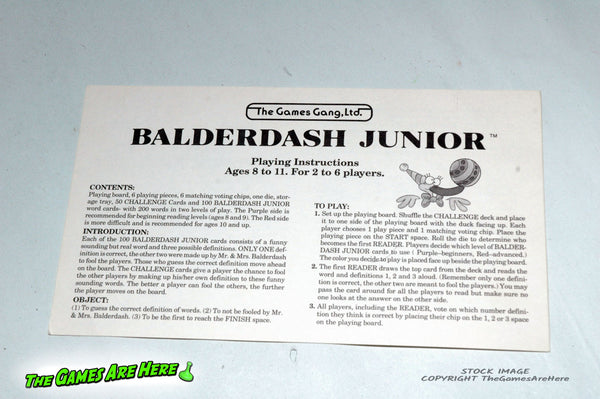 The Games Gang, Ltd.
BALDERDASH JUNIOR™
Playing Instructions
Ages 8 to 11. For 2 to 6 players.
CONTENTS:
Playing board, 6 playing pieces, 6 matching voting chips, one die, stor-
age tray, 50 CHALLENGE Cards and 100 BALDERDASH JUNIOR
word cards- with 200 words in two levels of play. The Purple side is
recommended for beginning reading levels (ages 8 and 9). The Red side
is more difficult and is recommended for ages 10 and up.
INTRODUCTION:
Each of the 100 BALDERDASH JUNIOR cards consists of a funny
sounding but real word and three possible definitions. ONLY ONE def-
inition is correct, the other two were made up by Mr. & Mrs. Balderdash
to fool the players. Those who guess the correct definition move ahead
on the board. The CHALLENGE cards give a player the chance to fool
the other players by making up his/her own definition to these funny
sounding words. The better a player can fool the others, the further
the player moves on the board.
OBJECT:
(1) To guess the correct definition of words. (2) To not be fooled by Mr.
& Mrs. Balderdash. (3) To be the first to reach the FINISH space.
TO PLAY:
1. Set up the playing board. Shuffle the CHALLENGE deck and place
it to one side of the playing board with the duck facing up. Each
player chooses 1 play piece and 1 matching voting chip. Place the
playing piece on the START space. Roll the die to determine who
becomes the first READER. Players decide which level of BALDER-
DASH JUNIOR cards to use ( Purple–beginners, Red–advanced.)
The color you decide to play is placed face up beside the playing board.
2. The first READER draws the top card from the deck and reads the
word and definitions 1, 2 and 3 aloud. (Remember only one defini-
tion is correct, the other two are meant to fool the players.) You may
pass the card around for all the players to read but make sure no
one looks at the answer on the other side.
3. All players, including the READER, vote on which number defini-
tion they think is correct by placing their chip on the 1, 2 or 3 space
on the playing board.
THE GAMES ARE HERE
STOCK IMAGE
COPYRIGHT TheGamesAreHere